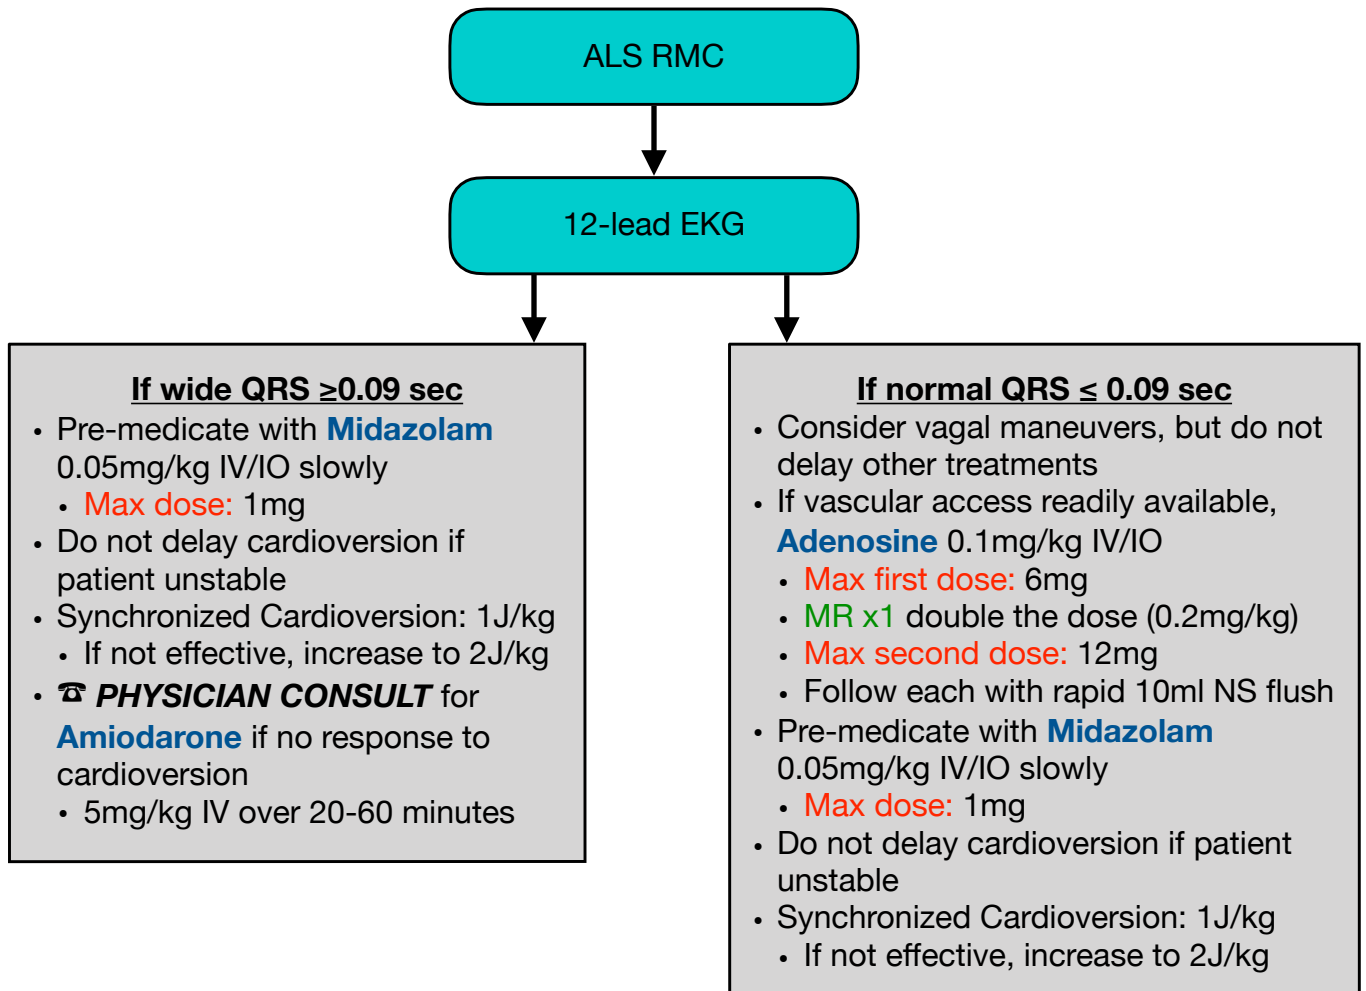 ALS RMC
12-lead EKG
If wide QRS ≥0.09 sec
• Pre-medicate with Midazolam
0.05mg/kg IV/IO slowly
• Max dose: 1mg
• Do not delay cardioversion if
patient unstable
• Synchronized Cardioversion: 1J/kg
• If not effective, increase to 2J/kg
• ☎ PHYSICIAN CONSULT for
Amiodarone if no response to
cardioversion
• 5mg/kg IV over 20-60 minutes
If normal QRS ≤ 0.09 sec
• Consider vagal maneuvers, but do not
delay other treatments
• If vascular access readily available,
Adenosine 0.1mg/kg IV/IO
• Max first dose: 6mg
• MR x1 double the dose (0.2mg/kg)
• Max second dose: 12mg
• Follow each with rapid 10ml NS flush
• Pre-medicate with Midazolam
0.05mg/kg IV/IO slowly
• Max dose: 1mg
• Do not delay cardioversion if patient
unstable
• Synchronized Cardioversion: 1J/kg
• If not effective, increase to 2J/kg